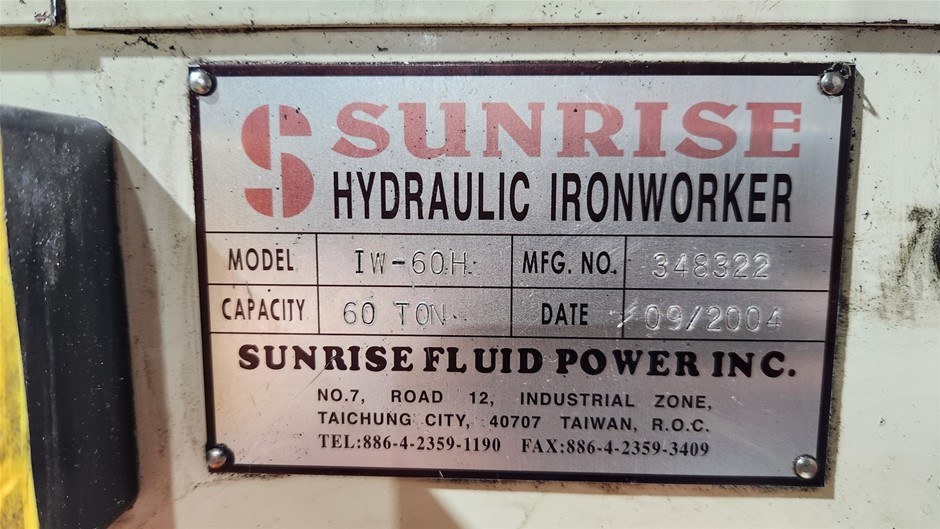 S SUNRISE
HYDRAULIC IRONWORKER
MODEL IW-60H MFG. NO. 348322
CAPACITY 60 TON DATE 09/2004
SUNRISE FLUID POWER INC.
NO.7, ROAD 12, INDUSTRIAL ZONE,
TAICHUNG CITY, 40707 TAIWAN, R.O.C.
TEL:886-4-2359-1190 FAX:886-4-2359-3409